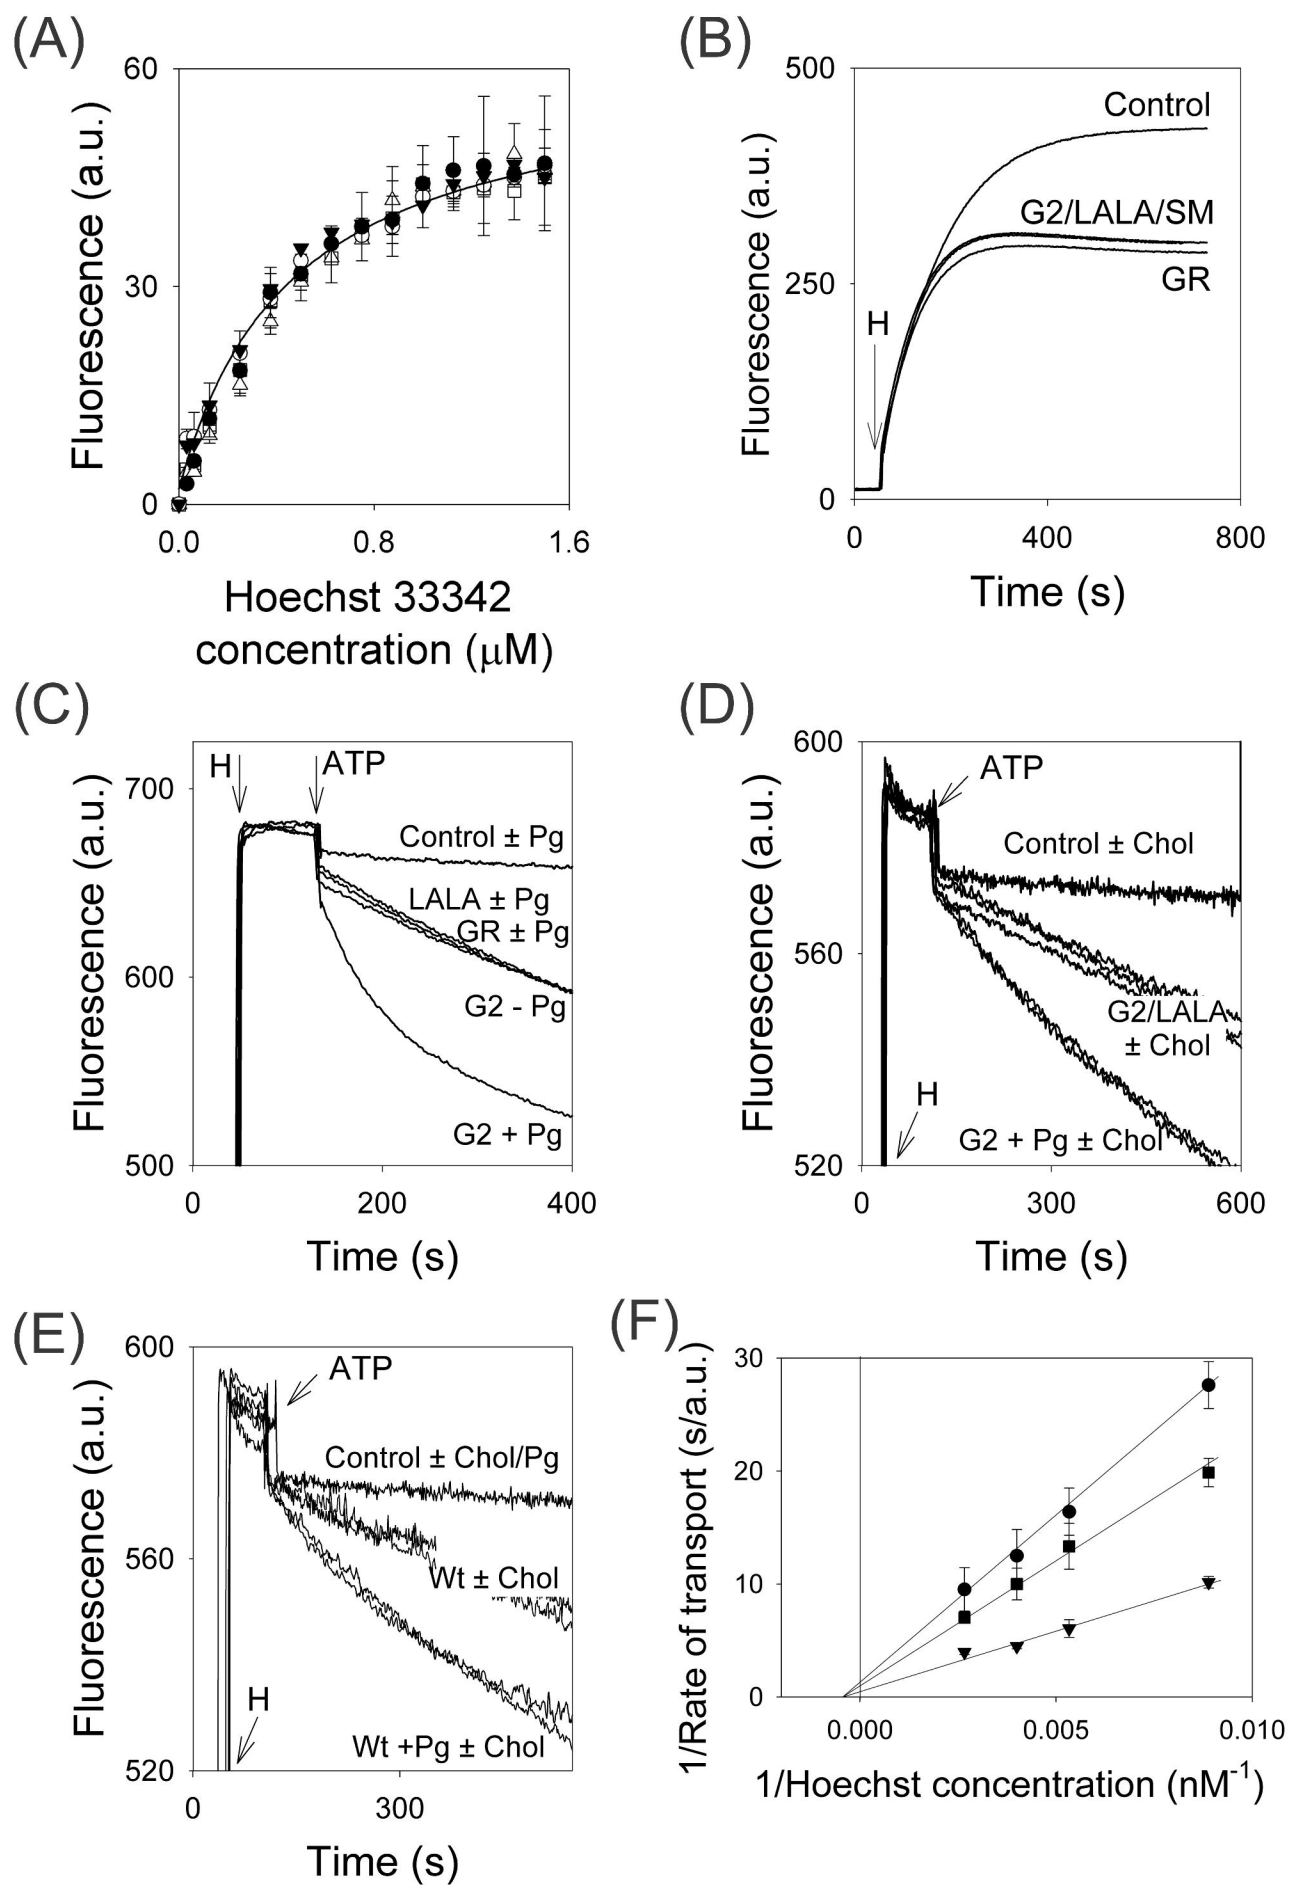 (A)
60
30
0
0.0
0.8
1.6
Fluorescence (a.u.)
Hoechst 33342
concentration (μM)
(B)
500
250
0
0
400
800
Fluorescence (a.u.)
Control
G2/LALA/SM
GR
H
Time (s)
(C)
700
600
500
0
200
400
Fluorescence (a.u.)
H
ATP
Control ± Pg
LALA ± Pg
GR ± Pg
G2 - Pg
G2 + Pg
Time (s)
(D)
600
560
520
0
300
600
Fluorescence (a.u.)
ATP
Control ± Chol
G2/LALA
± Chol
H
G2 + Pg ± Chol
Time (s)
(E)
600
560
520
0
300
Fluorescence (a.u.)
ATP
Control ± Chol/Pg
Wt ± Chol
H
Wt +Pg ± Chol
Time (s)
(F)
30
20
10
0
0.000
0.005
0.010
1/Rate of transport (s/a.u.)
1/Hoechst concentration (nM⁻¹)